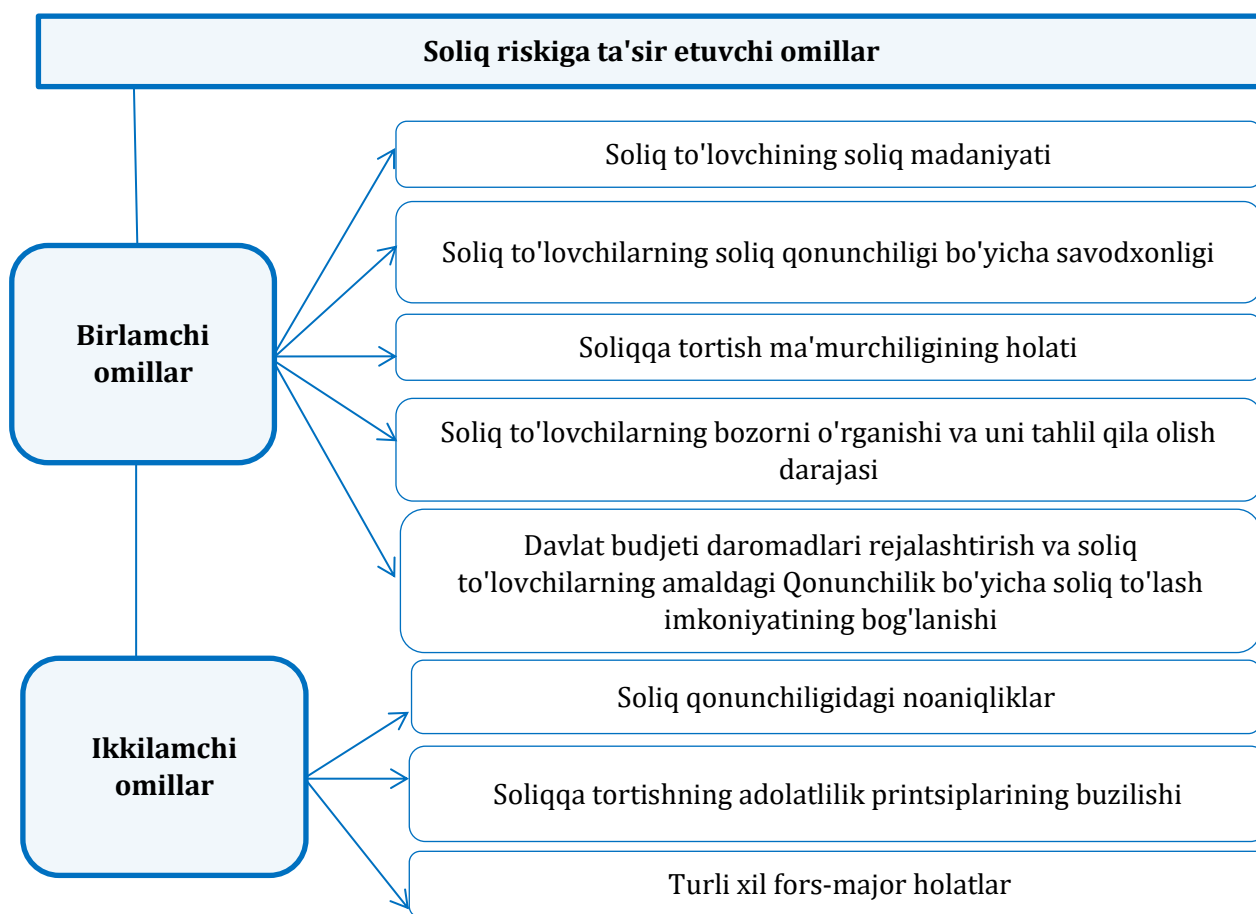 Soliq riskiga ta'sir etuvchi omillar
Birlamchi
omillar
Soliq to'lovchining soliq madaniyati
Soliq to'lovchilarning soliq qonunchiligi bo'yicha savodxonligi
Soliqqa tortish ma'murchiligining holati
Soliq to'lovchilarning bozorni o'rganishi va uni tahlil qila olish
darajasi
Davlat budjeti daromadlari rejalashtirish va soliq
to'lovchilarning amaldagi Qonunchilik bo'yicha soliq to'lash
imkoniyatining bog'lanishi
Ikkilamchi
omillar
Soliq qonunchiligidagi noaniqliklar
Soliqqa tortishning adolatlilik printsiplarining buzilishi
Turli xil fors-major holatlar